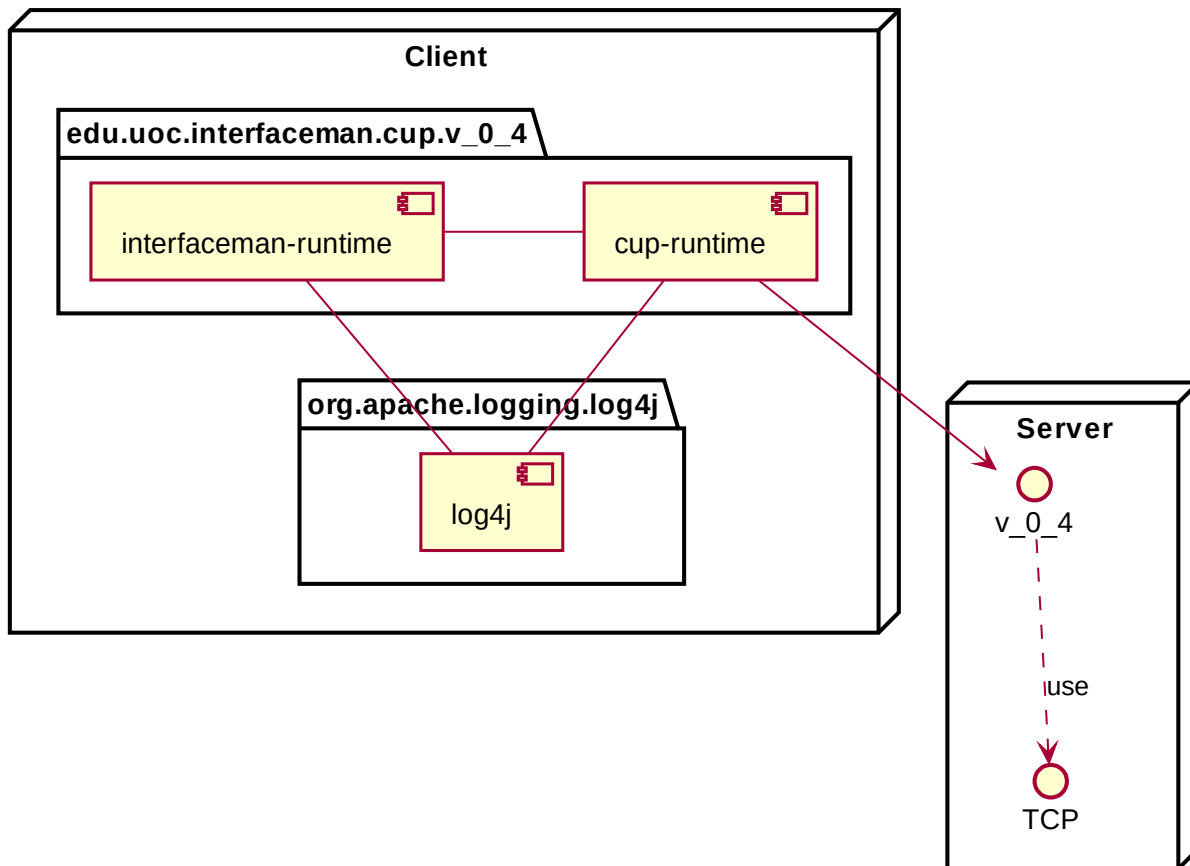 Client
edu.uoc.interfaceman.cup.v_0_4
interfaceman-runtime
cup-runtime
org.apache.logging.log4j
log4j
Server
v_0_4
use
TCP